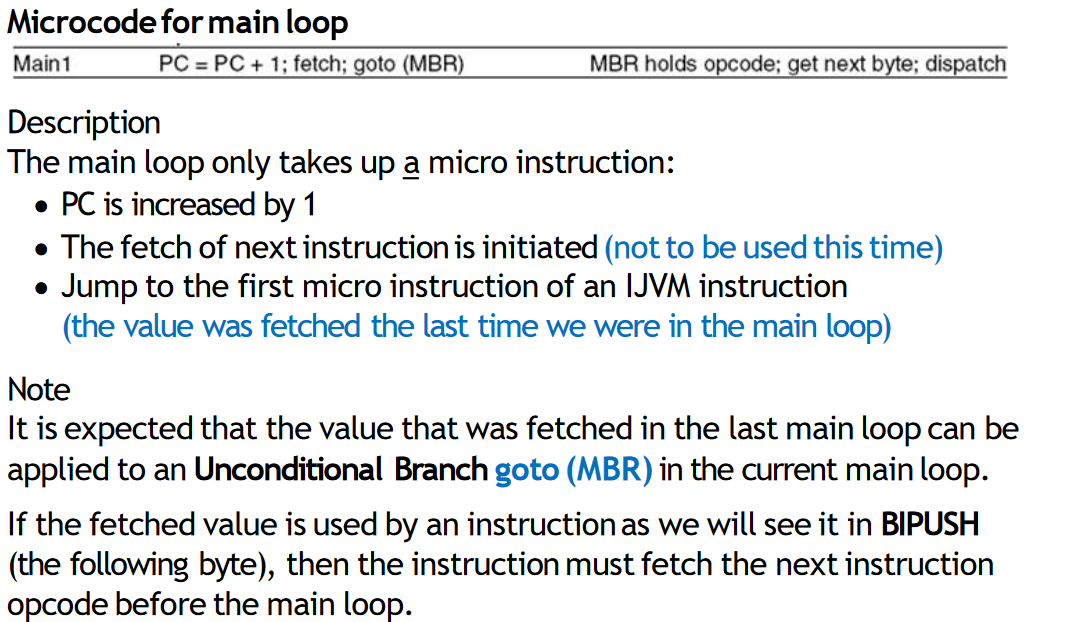 Microcode for main loop
Main1 PC = PC + 1; fetch; goto (MBR) MBR holds opcode; get next byte; dispatch
Description
The main loop only takes up a micro instruction:
• PC is increased by 1
• The fetch of next instruction is initiated (not to be used this time)
• Jump to the first micro instruction of an IJVM instruction
(the value was fetched the last time we were in the main loop)
Note
It is expected that the value that was fetched in the last main loop can be
applied to an Unconditional Branch goto (MBR) in the current main loop.
If the fetched value is used by an instruction as we will see it in BIPUSH
(the following byte), then the instruction must fetch the next instruction
opcode before the main loop.